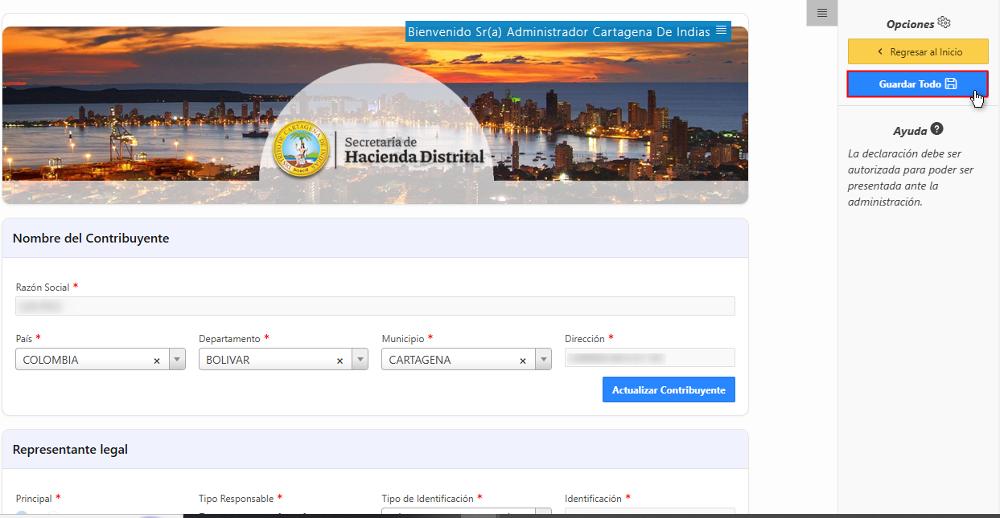 Bienvenido Sr(a) Administrador Cartagena De Indias
Secretaría de
Hacienda Distrital
Opciones
Regresar al Inicio
Guardar Todo
Ayuda
La declaración debe ser
autorizada para poder ser
presentada ante la
administración.
Nombre del Contribuyente
Razón Social *
País * Departamento * Municipio * Dirección *
COLOMBIA × BOLIVAR × CARTAGENA ×
Actualizar Contribuyente
Representante legal
Principal * Tipo Responsable * Tipo de Identificación * Identificación *